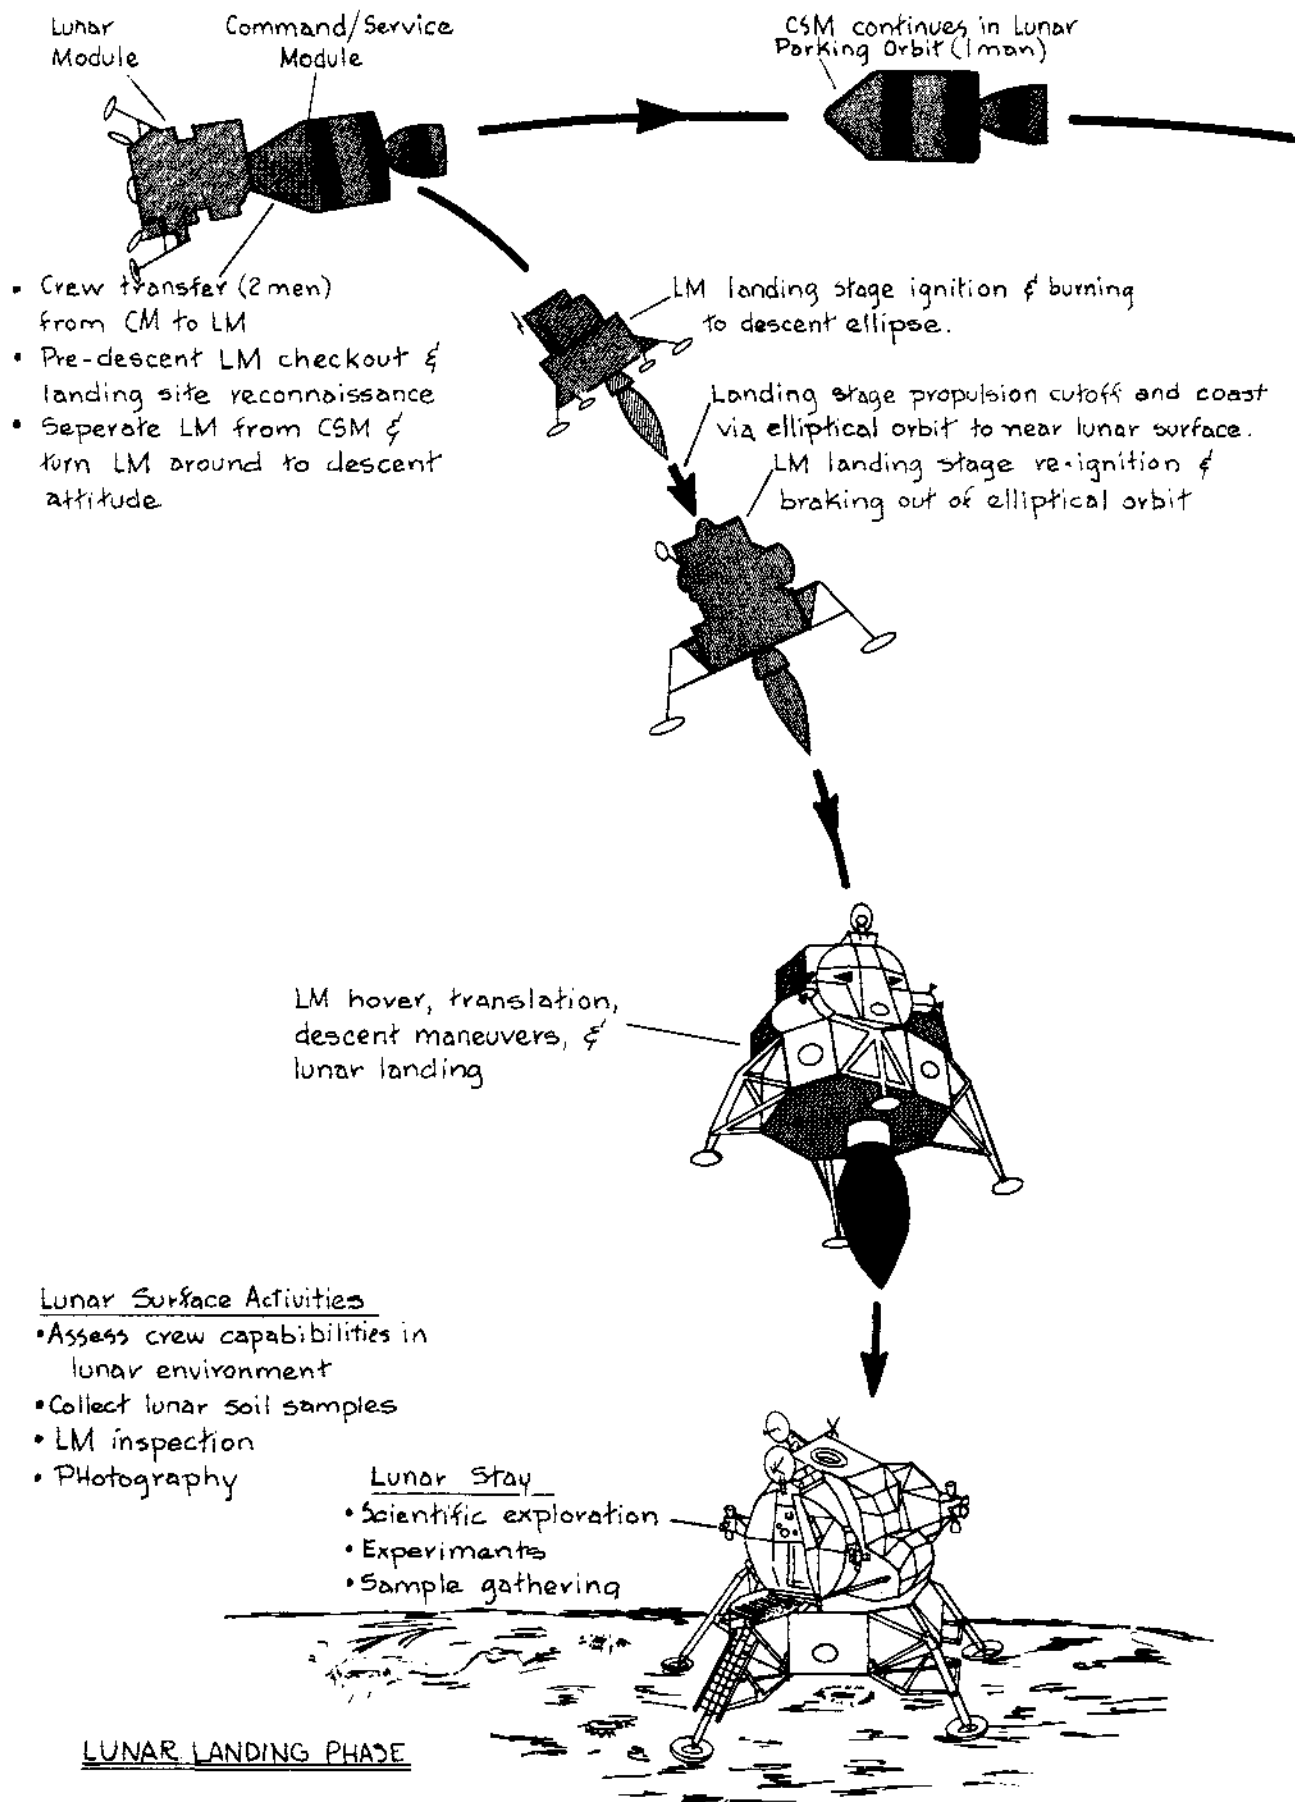 Lunar
Module
Command/Service
Module
CSM continues in Lunar
Parking Orbit (1 man)
• Crew transfer (2 men)
from CM to LM
• Pre-descent LM checkout &
landing site reconnaissance
• Seperate LM from CSM &
turn LM around to descent
attitude
LM landing stage ignition & burning
to descent ellipse.
Landing stage propulsion cutoff and coast
via elliptical orbit to near lunar surface.
LM landing stage re-ignition &
braking out of elliptical orbit
LM hover, translation,
descent maneuvers, &
lunar landing
Lunar Surface Activities
• Assess crew capabibilities in
lunar environment
• Collect lunar soil samples
• LM inspection
• PHotography
Lunar Stay
• Scientific exploration
• Experiments
• Sample gathering
LUNAR LANDING PHASE